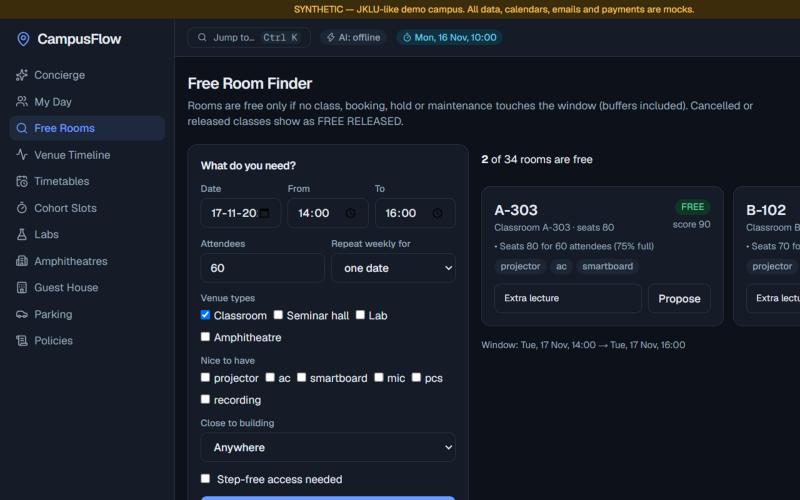 SYNTHETIC — JKLU-like demo campus. All data, calendars, emails and payments are mocks.
CampusFlow
Jump to... Ctrl K
AI: offline
Mon, 16 Nov, 10:00
Concierge
My Day
Free Rooms
Venue Timeline
Timetables
Cohort Slots
Labs
Amphitheatres
Guest House
Parking
Policies
Free Room Finder
Rooms are free only if no class, booking, hold or maintenance touches the window (buffers included). Cancelled or
released classes show as FREE RELEASED.
What do you need?
Date From To
17-11-20 14:00 16:00
Attendees Repeat weekly for
60 one date
Venue types
Classroom Seminar hall Lab
Amphitheatre
Nice to have
projector ac smartboard mic pcs
recording
Close to building
Anywhere
Step-free access needed
2 of 34 rooms are free
A-303 FREE
Classroom A-303 · seats 80 score 90
• Seats 80 for 60 attendees (75% full)
projector ac smartboard
Extra lecture Propose
B-102
Classroom B
• Seats 70 fo
projector
Extra lectu
Window: Tue, 17 Nov, 14:00 → Tue, 17 Nov, 16:00